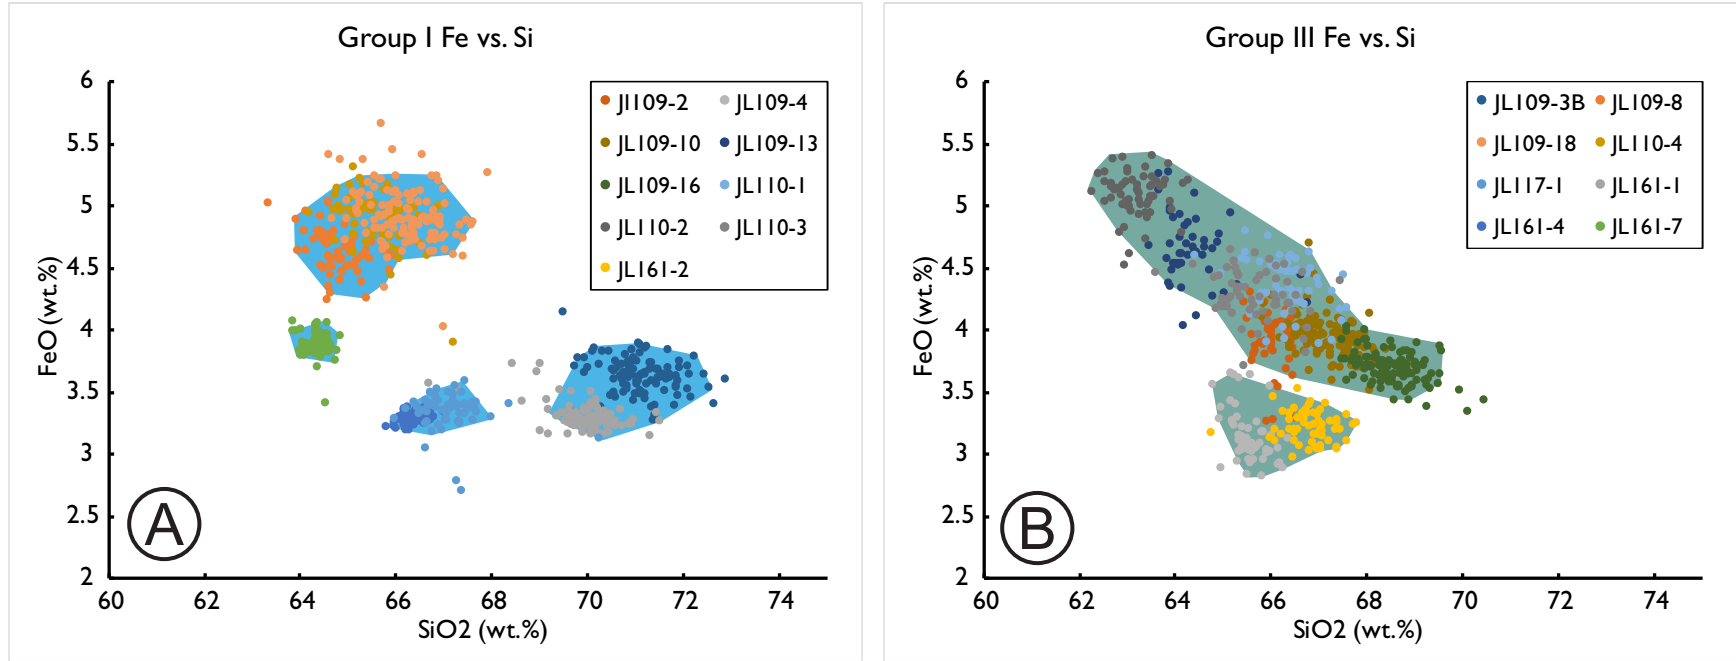 Group I Fe vs. Si
6
5.5
5
4.5
4
3.5
3
2.5
2
FeO (wt.%)
60 62 64 66 68 70 72 74
SiO2 (wt.%)
JI109-2 JL109-4
JL109-10 JL109-13
JL109-16 JL110-1
JL110-2 JL110-3
JL161-2
A
Group III Fe vs. Si
6
5.5
5
4.5
4
3.5
3
2.5
2
FeO (wt.%)
60 62 64 66 68 70 72 74
SiO2 (wt.%)
JL109-3B JL109-8
JL109-18 JL110-4
JL117-1 JL161-1
JL161-4 JL161-7
B